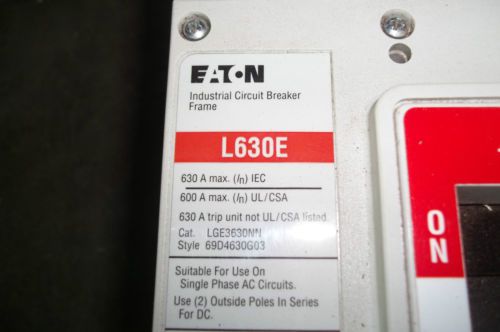 EATON
Industrial Circuit Breaker
Frame
L630E
630 A max. (In) IEC
600 A max. (In) UL/CSA
630 A trip unit not UL/CSA listed
Cat. LGE3630NN
Style 69D4630G03
Suitable For Use On
Single Phase AC Circuits.
Use (2) Outside Poles In Series
For DC.
ON